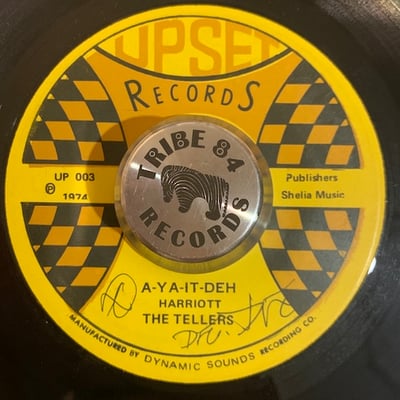 UPSET
RECORDS
TRIBE 84
RECORDS
UP 003
℗ 1974
Publishers
Shelia Music
A-YA-IT-DEH
HARRIOTT
THE TELLERS
MANUFACTURED BY DYNAMIC SOUNDS RECORDING CO.